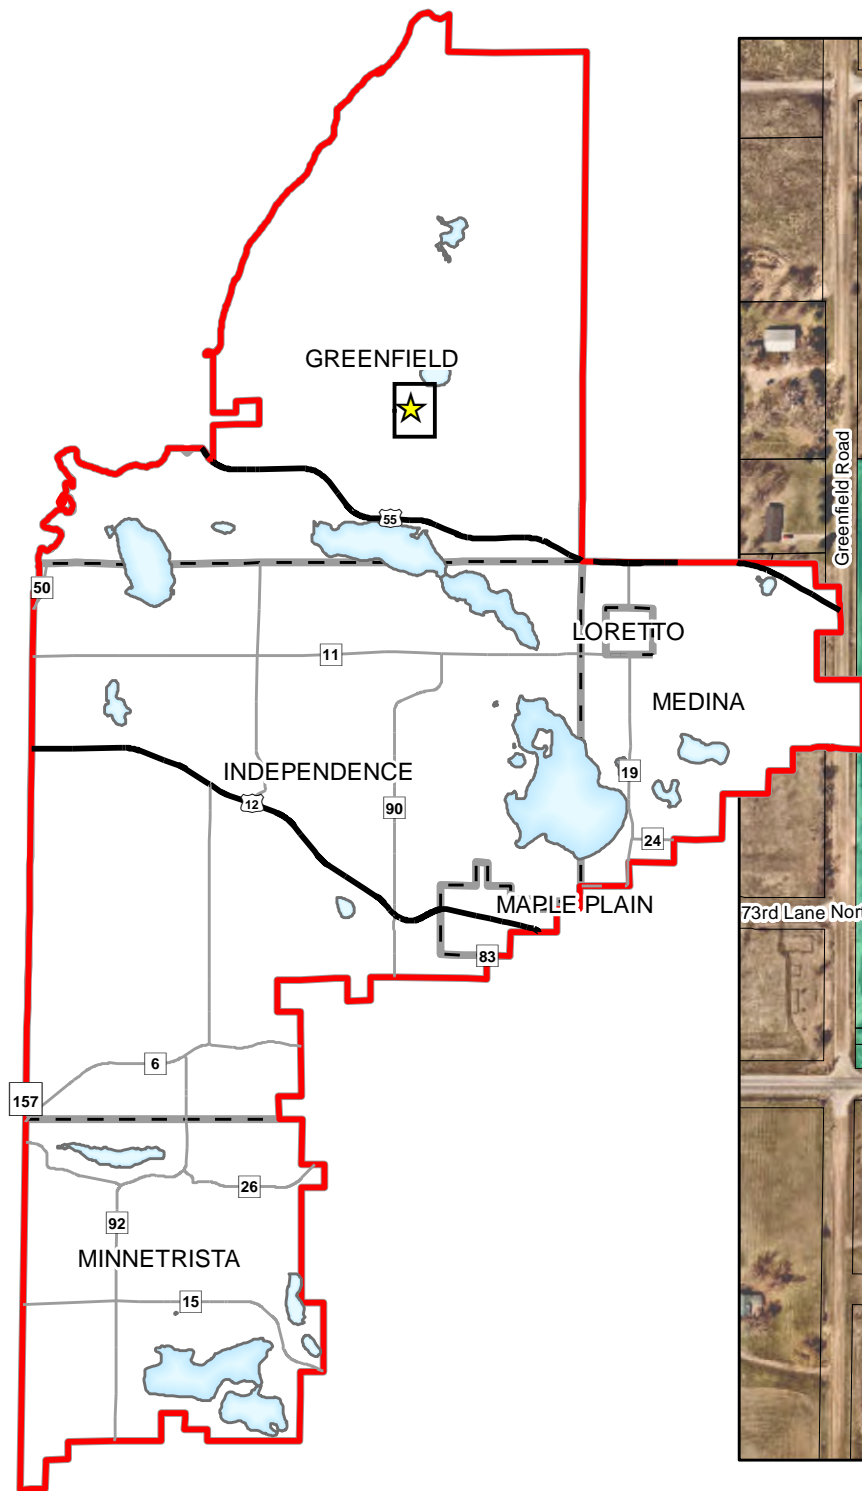 GREENFIELD
55
Greenfield Road
50
LORETTO
11
MEDINA
INDEPENDENCE
19
12
90
24
MAPLE PLAIN
73rd Lane Nort
83
6
157
26
92
MINNETRISTA
15